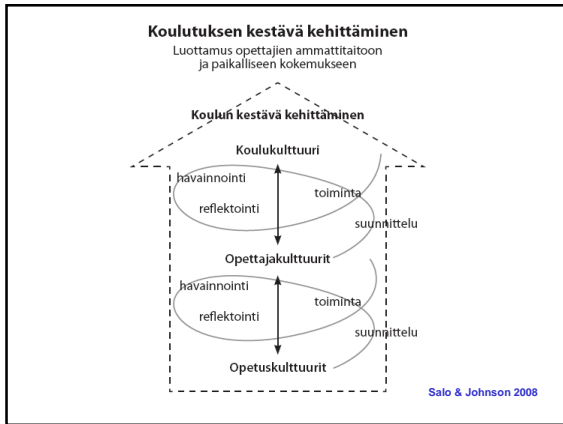 Koulutuksen kestävä kehittäminen
Luottamus opettajien ammattitaitoon
ja paikalliseen kokemukseen
Koulun kestävä kehittäminen
Koulukulttuuri
havainnointi
toiminta
reflektointi
suunnittelu
Opettajakulttuurit
havainnointi
toiminta
reflektointi
suunnittelu
Opetuskulttuurit
Salo & Johnson 2008